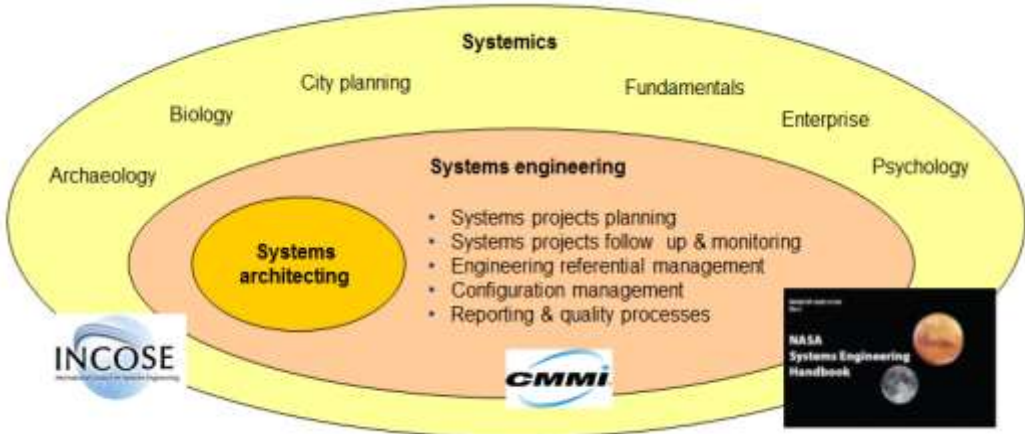 Systemics
City planning
Fundamentals
Biology
Enterprise
Archaeology
Systems engineering
Psychology
• Systems projects planning
• Systems projects follow up & monitoring
• Engineering referential management
• Configuration management
• Reporting & quality processes
Systems
architecting
INCOSE
CMMi
NASA
Systems Engineering
Handbook